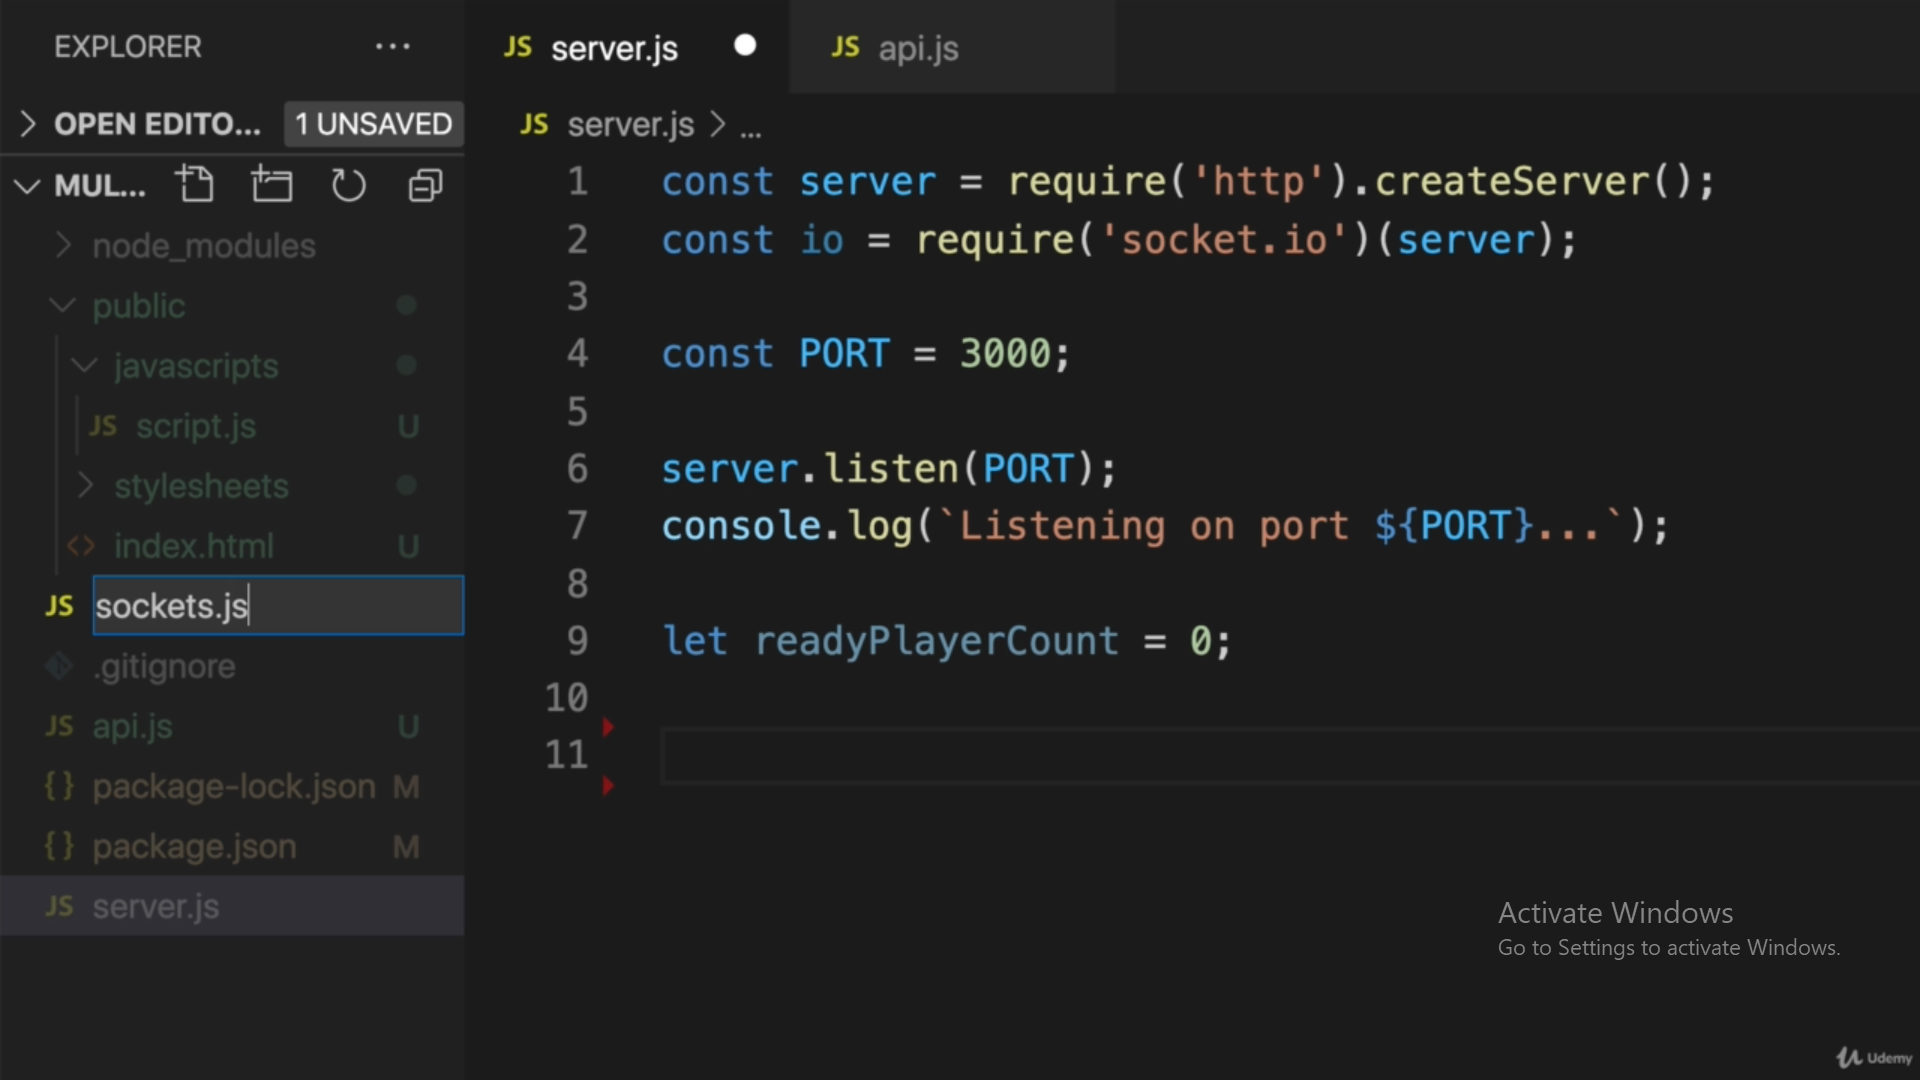 EXPLORER ...
OPEN EDITO... 1 UNSAVED
MUL...
node_modules
public
javascripts
JS script.js U
stylesheets
<> index.html U
JS sockets.js
.gitignore
JS api.js U
{} package-lock.json M
{} package.json M
JS server.js
JS server.js
JS api.js
JS server.js > ...
1 const server = require('http').createServer();
2 const io = require('socket.io')(server);
3
4 const PORT = 3000;
5
6 server.listen(PORT);
7 console.log(`Listening on port ${PORT}...`);
8
9 let readyPlayerCount = 0;
10
11
Activate Windows
Go to Settings to activate Windows.
Udemy